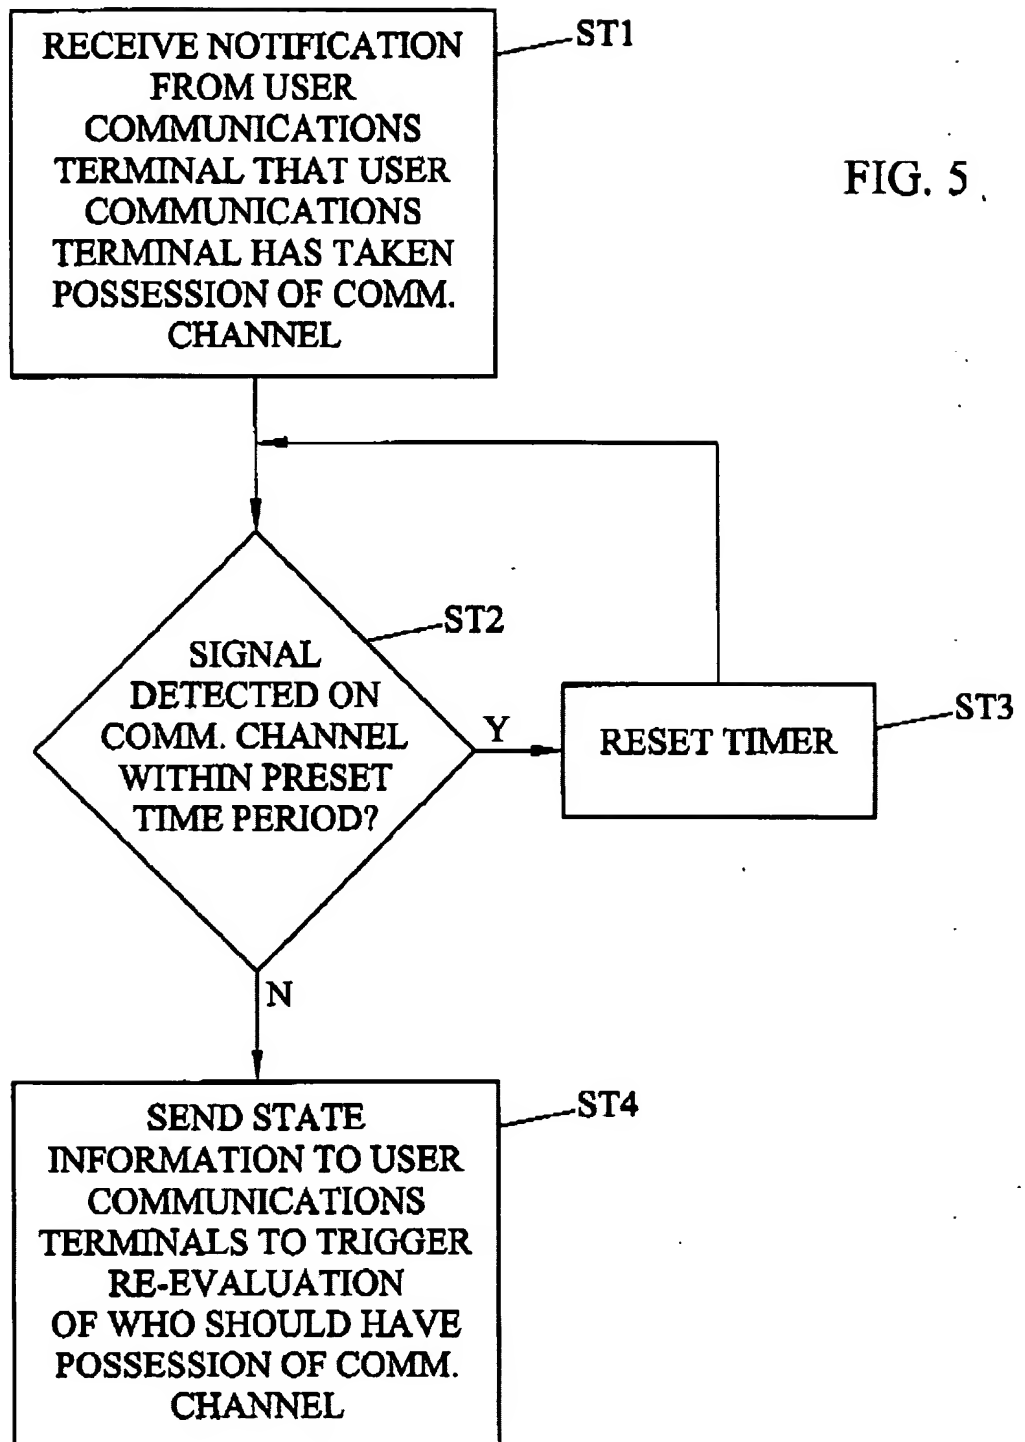 RECEIVE NOTIFICATION
FROM USER
COMMUNICATIONS
TERMINAL THAT USER
COMMUNICATIONS
TERMINAL HAS TAKEN
POSSESSION OF COMM.
CHANNEL
ST1
FIG. 5
SIGNAL
DETECTED ON
COMM. CHANNEL
WITHIN PRESET
TIME PERIOD?
ST2
Y
RESET TIMER
ST3
N
SEND STATE
INFORMATION TO USER
COMMUNICATIONS
TERMINALS TO TRIGGER
RE-EVALUATION
OF WHO SHOULD HAVE
POSSESSION OF COMM.
CHANNEL
ST4